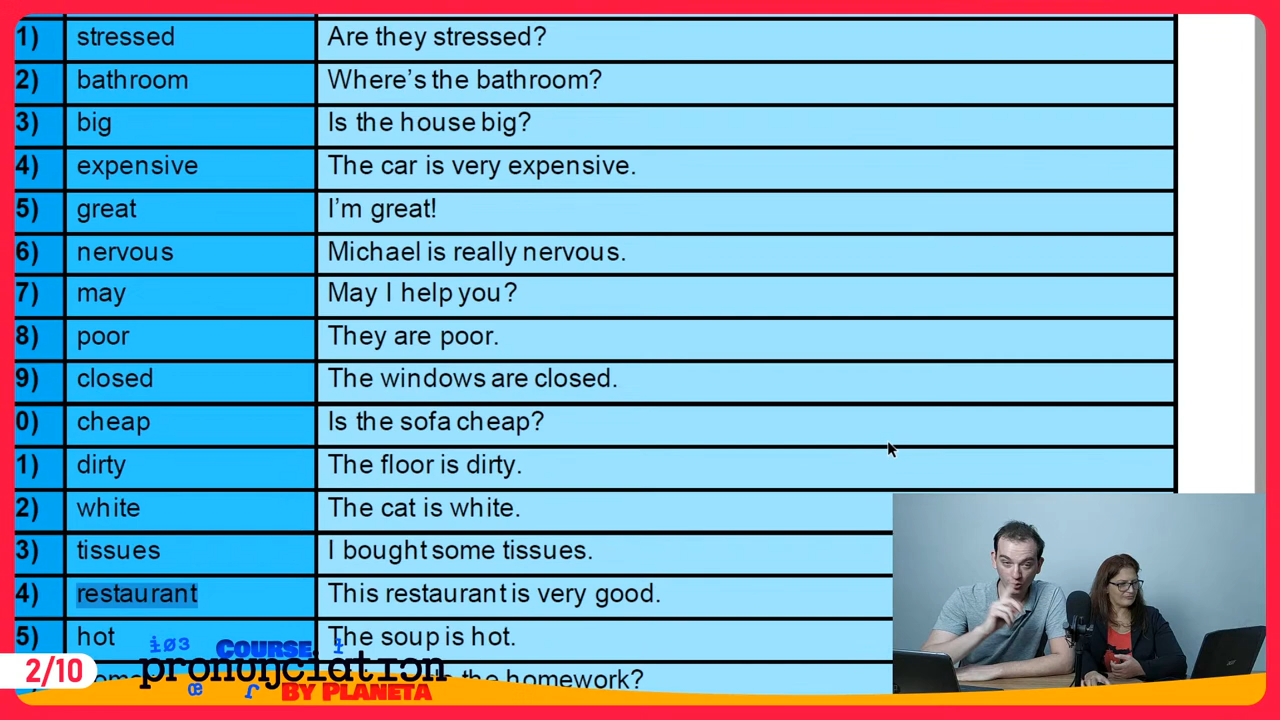 1) stressed Are they stressed?
2) bathroom Where's the bathroom?
3) big Is the house big?
4) expensive The car is very expensive.
5) great I'm great!
6) nervous Michael is really nervous.
7) may May I help you?
8) poor They are poor.
9) closed The windows are closed.
0) cheap Is the sofa cheap?
1) dirty The floor is dirty.
2) white The cat is white.
3) tissues I bought some tissues.
4) restaurant This restaurant is very good.
5) hot The soup is hot.
the homework?
2/10
Course
pronunciatıɔn
By Planeta